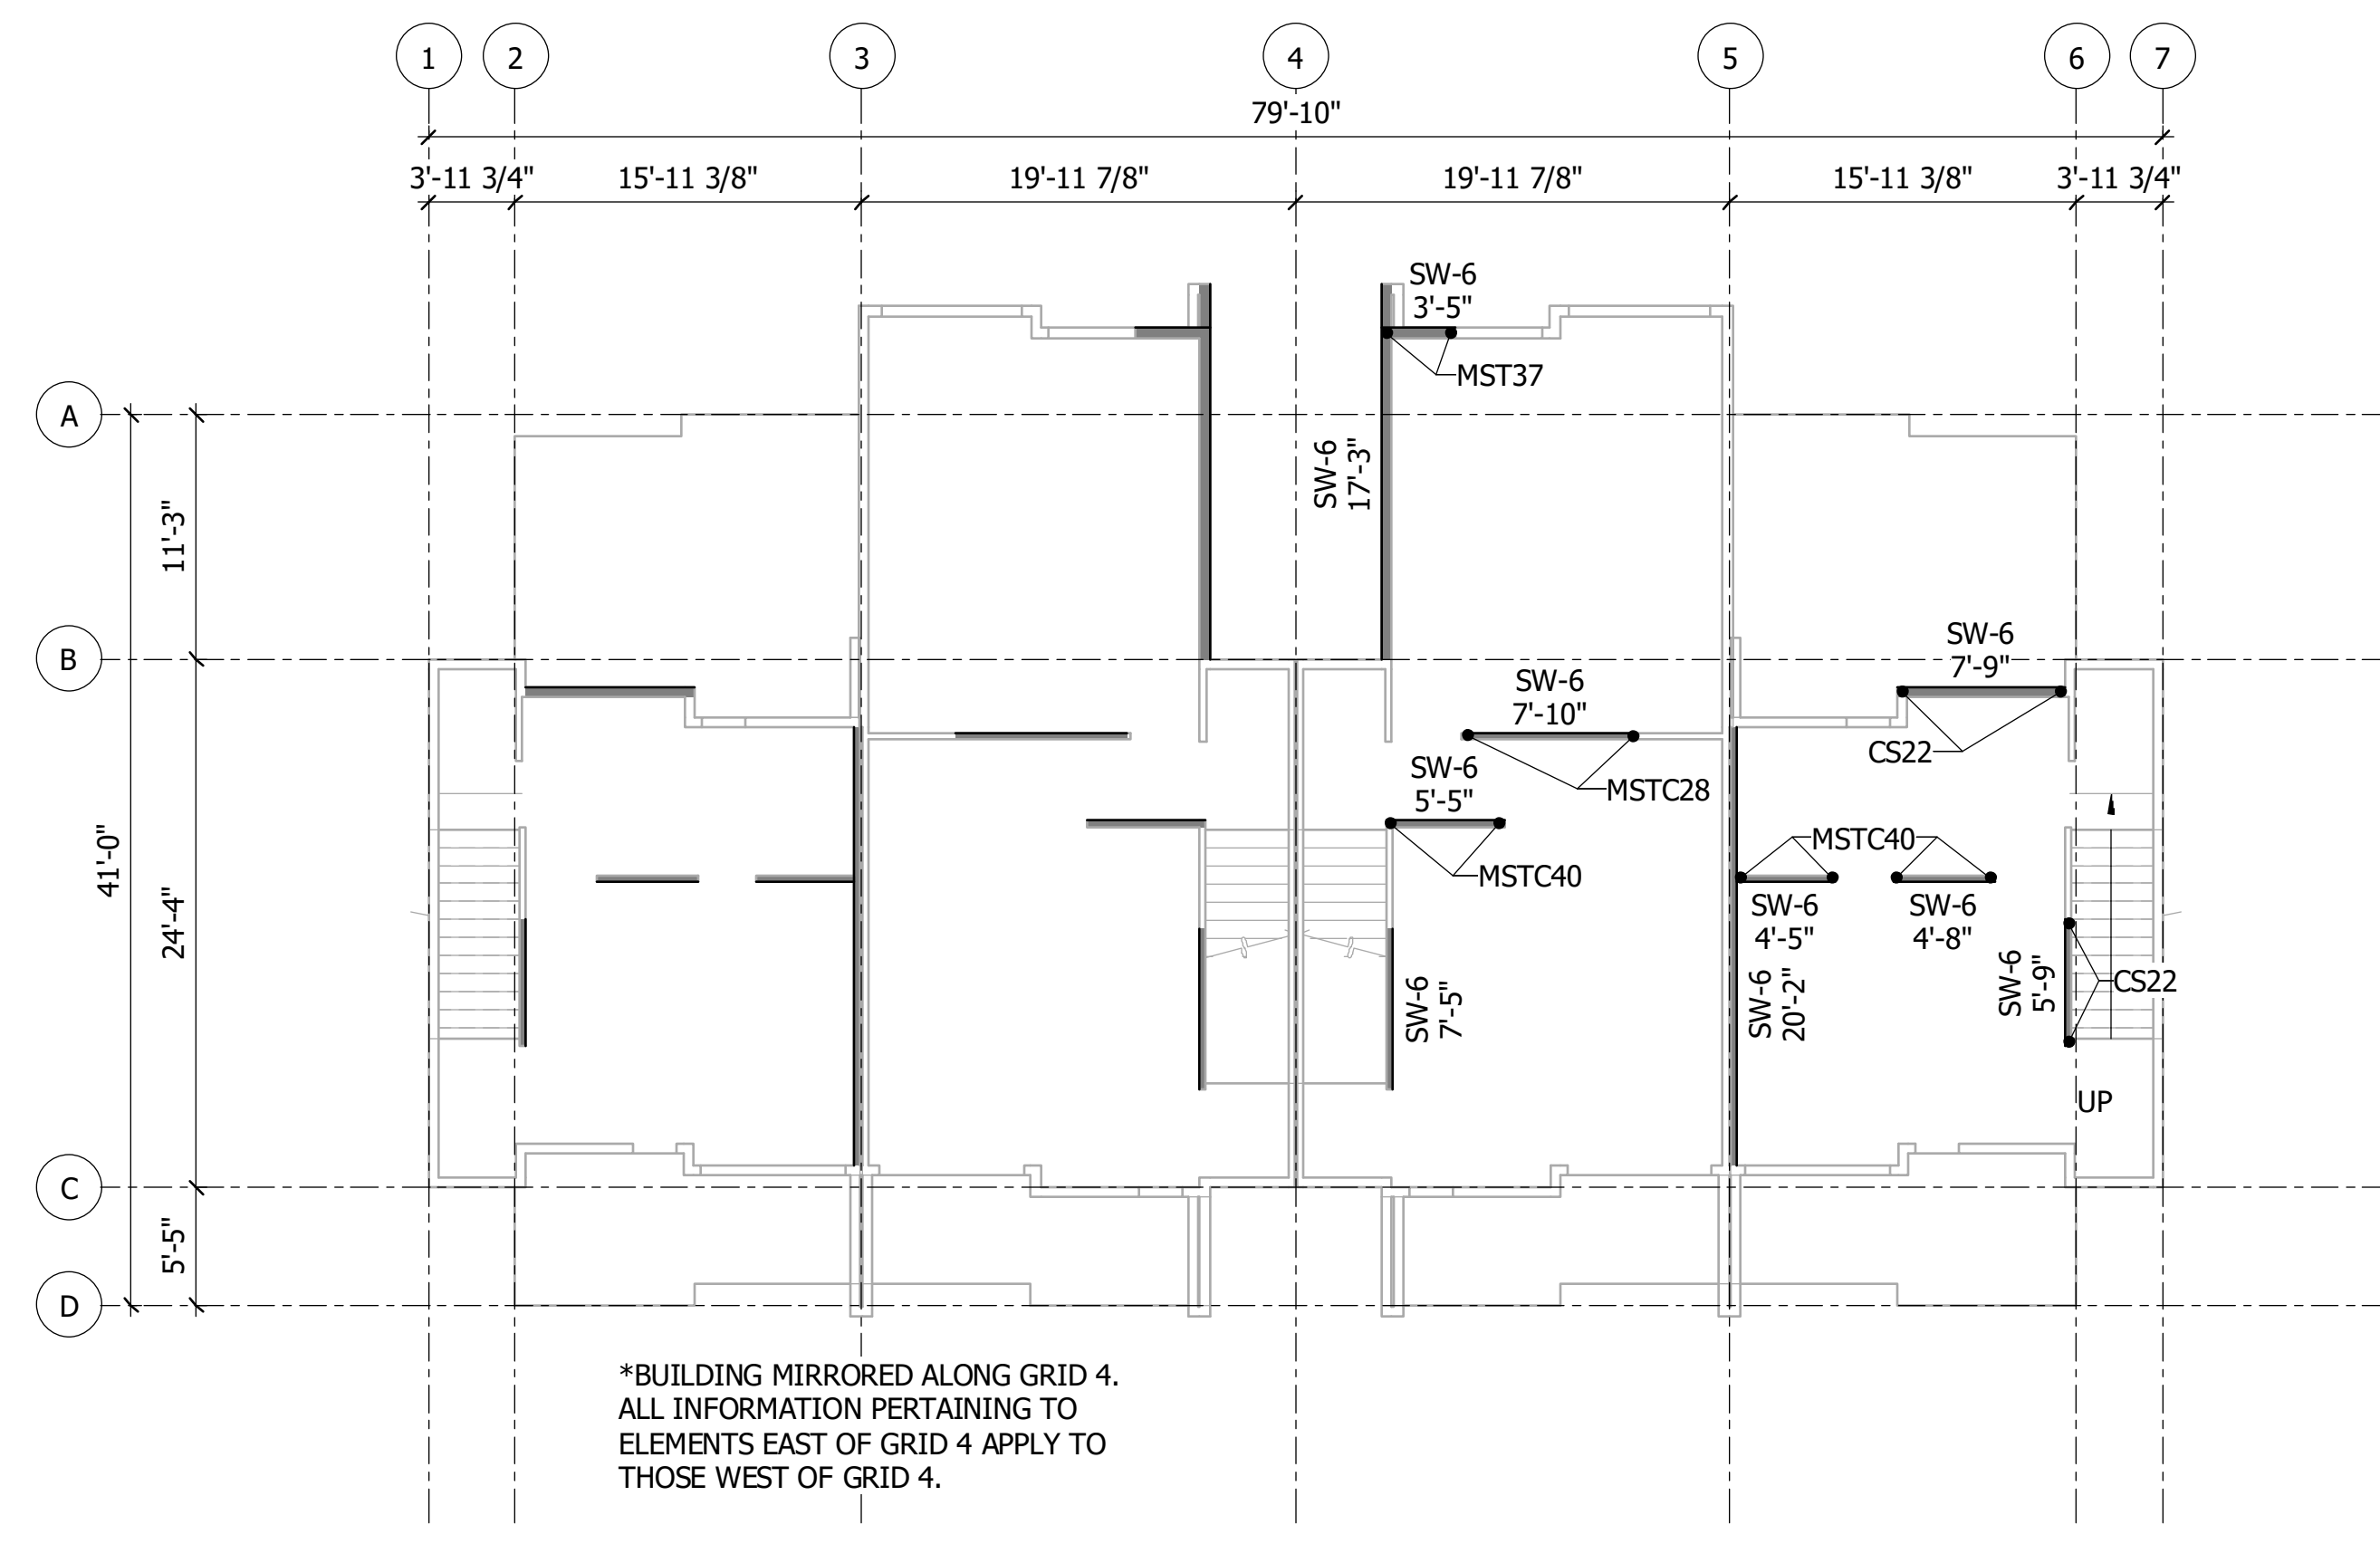 1
2
3
4
5
6
7
79'-10"
3'-11 3/4"
15'-11 3/8"
19'-11 7/8"
19'-11 7/8"
15'-11 3/8"
3'-11 3/4"
SW-6
3'-5"
MST37
A
SW-6
17'-3"
11'-3"
B
SW-6
7'-9"
SW-6
7'-10"
CS22
SW-6
5'-5"
MSTC28
MSTC40
41'-0"
MSTC40
SW-6
4'-5"
SW-6
4'-8"
24'-4"
SW-6
7'-5"
SW-6
20'-2"
SW-6
5'-9"
CS22
UP
C
5'-5"
D
*BUILDING MIRRORED ALONG GRID 4.
ALL INFORMATION PERTAINING TO
ELEMENTS EAST OF GRID 4 APPLY TO
THOSE WEST OF GRID 4.